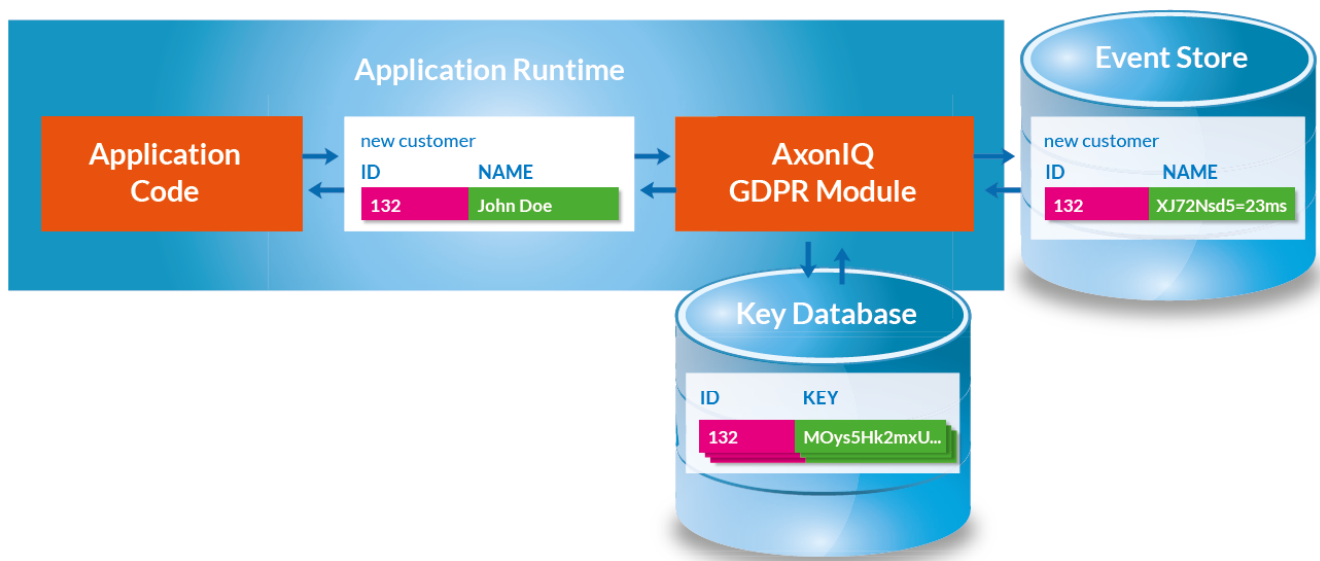 Application Runtime
Application
Code
new customer
ID NAME
132 John Doe
AxonIQ
GDPR Module
Event Store
new customer
ID NAME
132 XJ72Nsd5=23ms
Key Database
ID KEY
132 MOys5Hk2mxU...